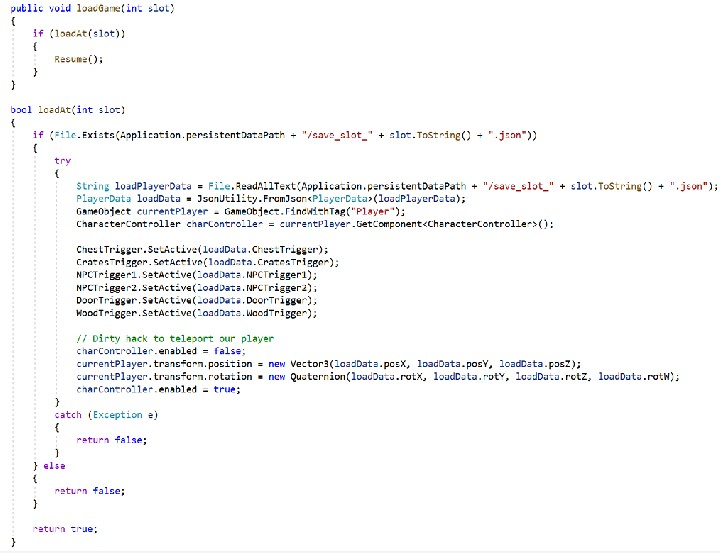 public void loadGame(int slot)
{
if (loadAt(slot))
{
Resume();
}
}
bool loadAt(int slot)
{
if (File.Exists(Application.persistentDataPath + "/save_slot_" + slot.ToString() + ".json"))
{
try
{
String loadPlayerData = File.ReadAllText(Application.persistentDataPath + "/save_slot_" + slot.ToString() + ".json");
PlayerData loadData = JsonUtility.FromJson<PlayerData>(loadPlayerData);
GameObject currentPlayer = GameObject.FindWithTag("Player");
CharacterController charController = currentPlayer.GetComponent<CharacterController>();
ChestTrigger.SetActive(loadData.ChestTrigger);
CratesTrigger.SetActive(loadData.CratesTrigger);
NPCTrigger1.SetActive(loadData.NPCTrigger1);
NPCTrigger2.SetActive(loadData.NPCTrigger2);
DoorTrigger.SetActive(loadData.DoorTrigger);
WoodTrigger.SetActive(loadData.WoodTrigger);
// Dirty hack to teleport our player
charController.enabled = false;
currentPlayer.transform.position = new Vector3(loadData.posX, loadData.posY, loadData.posZ);
currentPlayer.transform.rotation = new Quaternion(loadData.rotX, loadData.rotY, loadData.rotZ, loadData.rotW);
charController.enabled = true;
}
catch (Exception e)
{
return false;
}
} else
{
return false;
}
return true;
}